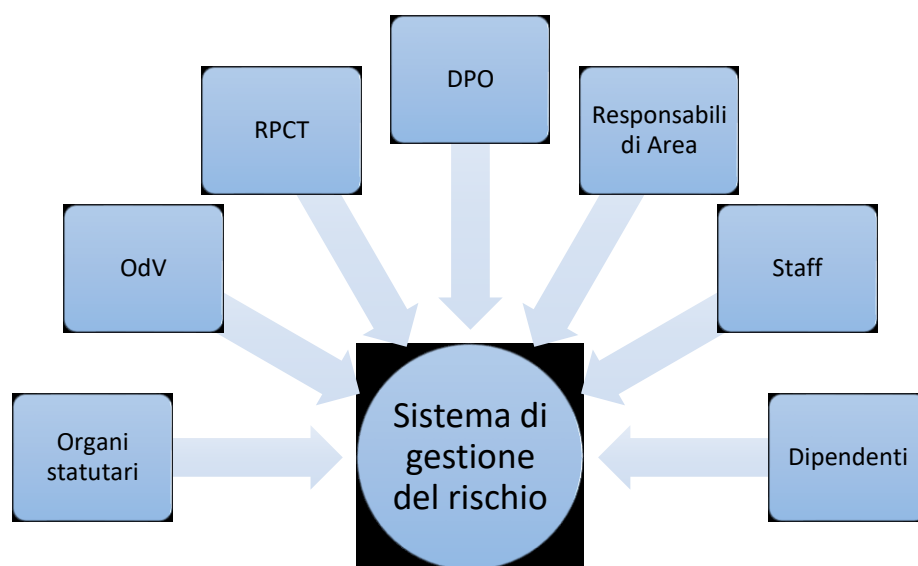 DPO
RPCT
Responsabili
di Area
OdV
Staff
Organi
statutari
Sistema di
gestione
del rischio
Dipendenti